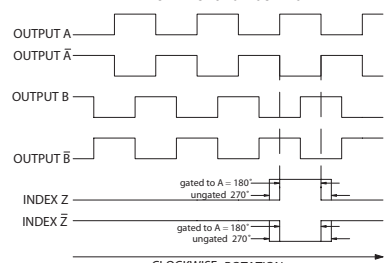 OUTPUT A
OUTPUT A̅
OUTPUT B
OUTPUT B̅
gated to A = 180°
ungated 270°
INDEX Z
INDEX Z̅
gated to A = 180°
ungated 270°
CLOCKWISE ROTATION